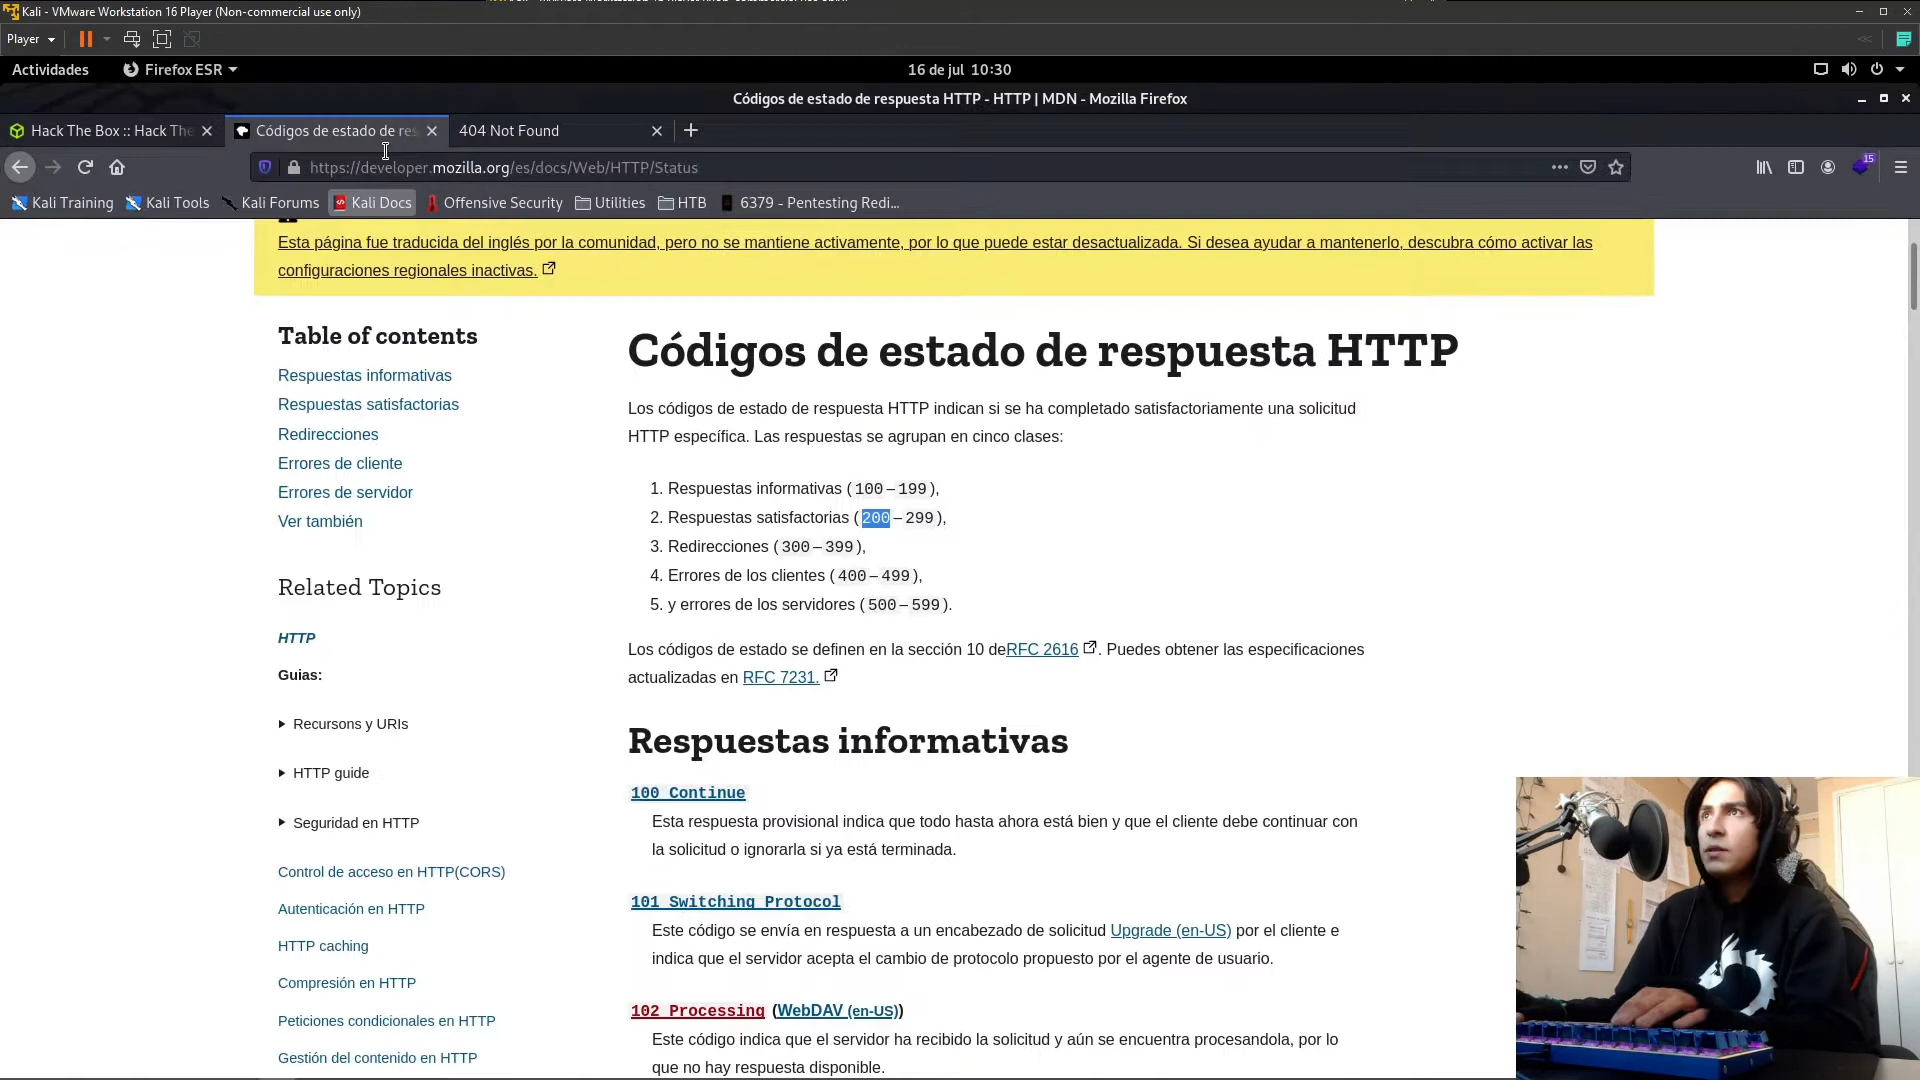 Kali - VMware Workstation 16 Player (Non-commercial use only)
Player
Actividades
Firefox ESR
16 de jul 10:30
Códigos de estado de respuesta HTTP - HTTP | MDN - Mozilla Firefox
Hack The Box :: Hack The
Códigos de estado de res
404 Not Found
https://developer.mozilla.org/es/docs/Web/HTTP/Status
15
Kali Training
Kali Tools
Kali Forums
Kali Docs
Offensive Security
Utilities
HTB
6379 - Pentesting Redi...
Esta página fue traducida del inglés por la comunidad, pero no se mantiene activamente, por lo que puede estar desactualizada. Si desea ayudar a mantenerlo, descubra cómo activar las
configuraciones regionales inactivas.
Table of contents
Respuestas informativas
Respuestas satisfactorias
Redirecciones
Errores de cliente
Errores de servidor
Ver también
Related Topics
HTTP
Guias:
Recursons y URIs
HTTP guide
Seguridad en HTTP
Control de acceso en HTTP(CORS)
Autenticación en HTTP
HTTP caching
Compresión en HTTP
Peticiones condicionales en HTTP
Gestión del contenido en HTTP
Códigos de estado de respuesta HTTP
Los códigos de estado de respuesta HTTP indican si se ha completado satisfactoriamente una solicitud
HTTP específica. Las respuestas se agrupan en cinco clases:
1. Respuestas informativas (100–199),
2. Respuestas satisfactorias (200–299),
3. Redirecciones (300–399),
4. Errores de los clientes (400–499),
5. y errores de los servidores (500–599).
Los códigos de estado se definen en la sección 10 deRFC 2616. Puedes obtener las especificaciones
actualizadas en RFC 7231.
Respuestas informativas
100 Continue
Esta respuesta provisional indica que todo hasta ahora está bien y que el cliente debe continuar con
la solicitud o ignorarla si ya está terminada.
101 Switching Protocol
Este código se envía en respuesta a un encabezado de solicitud Upgrade (en-US) por el cliente e
indica que el servidor acepta el cambio de protocolo propuesto por el agente de usuario.
102 Processing (WebDAV (en-US))
Este código indica que el servidor ha recibido la solicitud y aún se encuentra procesandola, por lo
que no hay respuesta disponible.